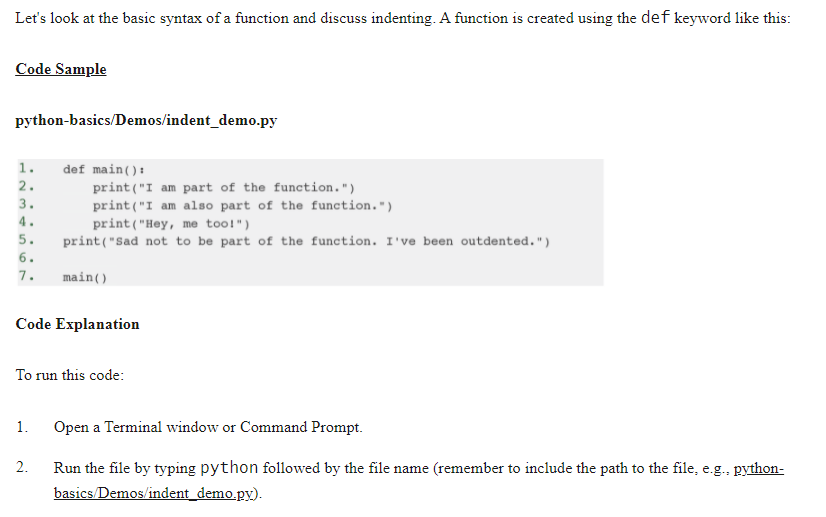 Let's look at the basic syntax of a function and discuss indenting. A function is created using the def keyword like this:
Code Sample
python-basics/Demos/indent_demo.py
1. def main():
2.     print("I am part of the function.")
3.     print("I am also part of the function.")
4.     print("Hey, me too!")
5. print("Sad not to be part of the function. I've been outdented.")
6.
7. main()
Code Explanation
To run this code:
1. Open a Terminal window or Command Prompt.
2. Run the file by typing python followed by the file name (remember to include the path to the file, e.g., python-
basics/Demos/indent_demo.py).